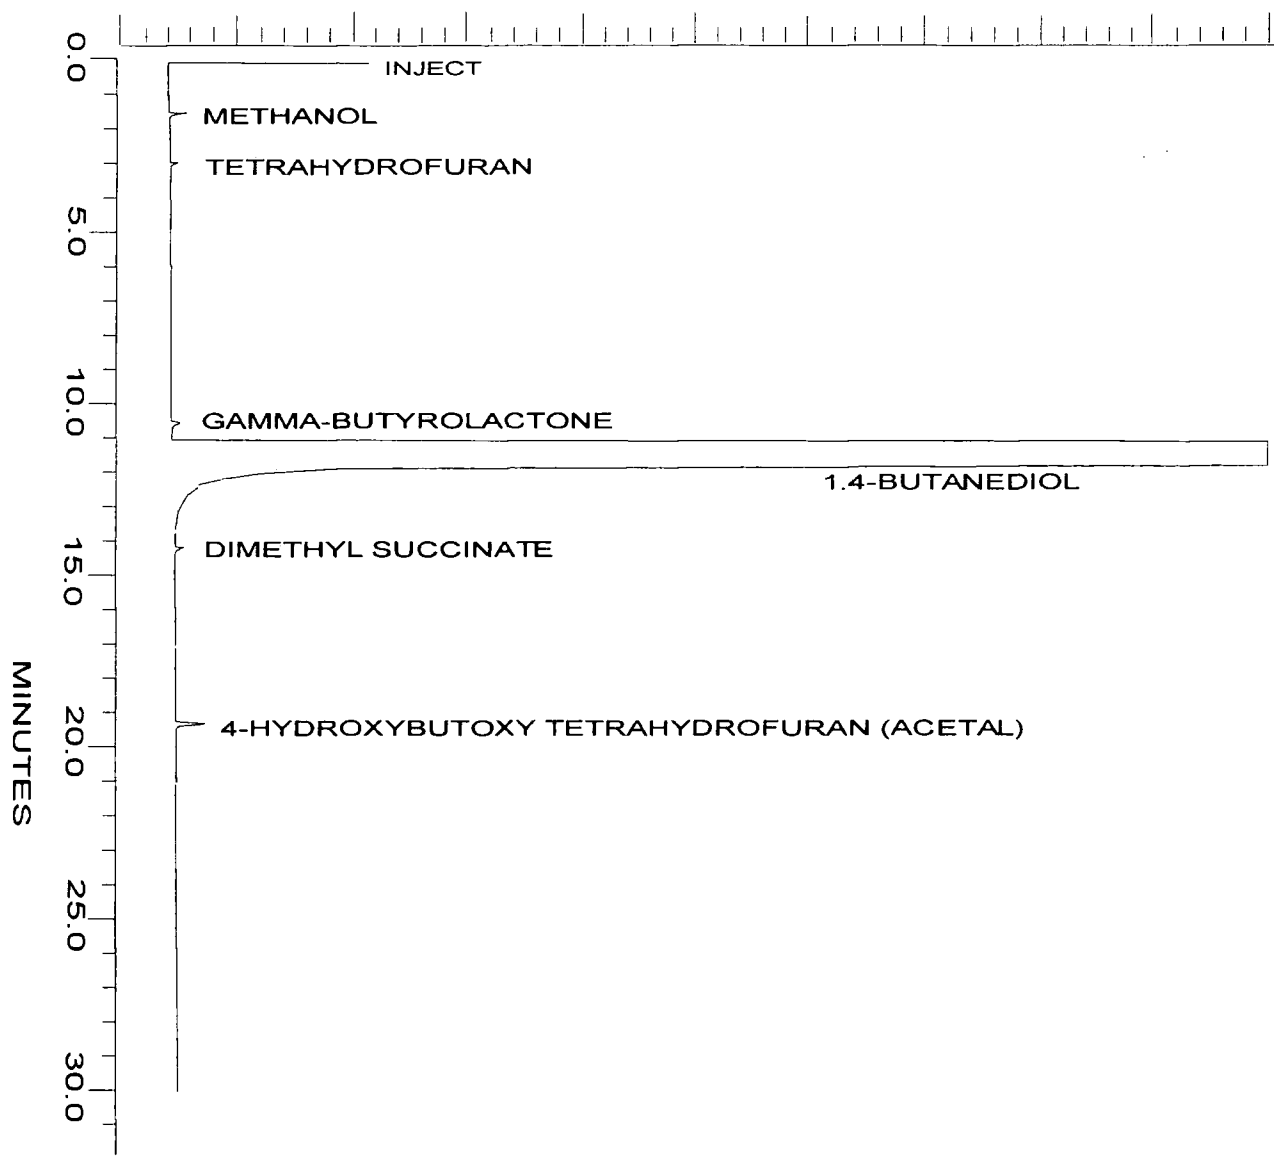 INJECT
METHANOL
TETRAHYDROFURAN
GAMMA-BUTYROLACTONE
1.4-BUTANEDIOL
DIMETHYL SUCCINATE
4-HYDROXYBUTOXY TETRAHYDROFURAN (ACETAL)
0.0
5.0
10.0
15.0
20.0
25.0
30.0
MINUTES